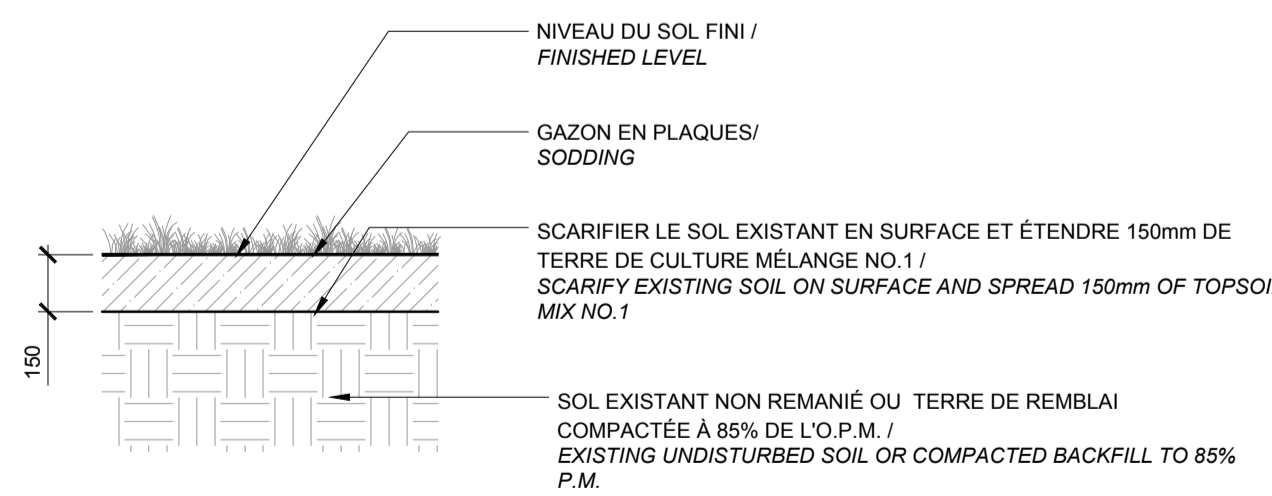 NIVEAU DU SOL FINI /
FINISHED LEVEL
GAZON EN PLAQUES/
SODDING
SCARIFIER LE SOL EXISTANT EN SURFACE ET ÉTENDRE 150mm DE
TERRE DE CULTURE MÉLANGE NO.1 /
SCARIFY EXISTING SOIL ON SURFACE AND SPREAD 150mm OF TOPSOI
MIX NO.1
150
SOL EXISTANT NON REMANIÉ OU TERRE DE REMBLAI
COMPACTÉE À 85% DE L'O.P.M. /
EXISTING UNDISTURBED SOIL OR COMPACTED BACKFILL TO 85%
P.M.